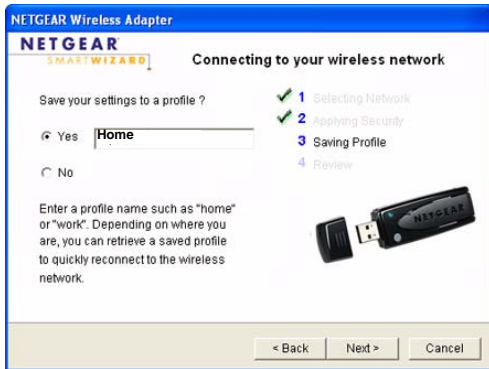 NETGEAR Wireless Adapter
NETGEAR
SMARTWIZARD
Connecting to your wireless network
Save your settings to a profile ?
Yes
Home
No
Enter a profile name such as "home"
or "work". Depending on where you
are, you can retrieve a saved profile
to quickly reconnect to the wireless
network.
1 Selecting Network
2 Applying Security
3 Saving Profile
4 Review
NETGEAR
< Back
Next >
Cancel